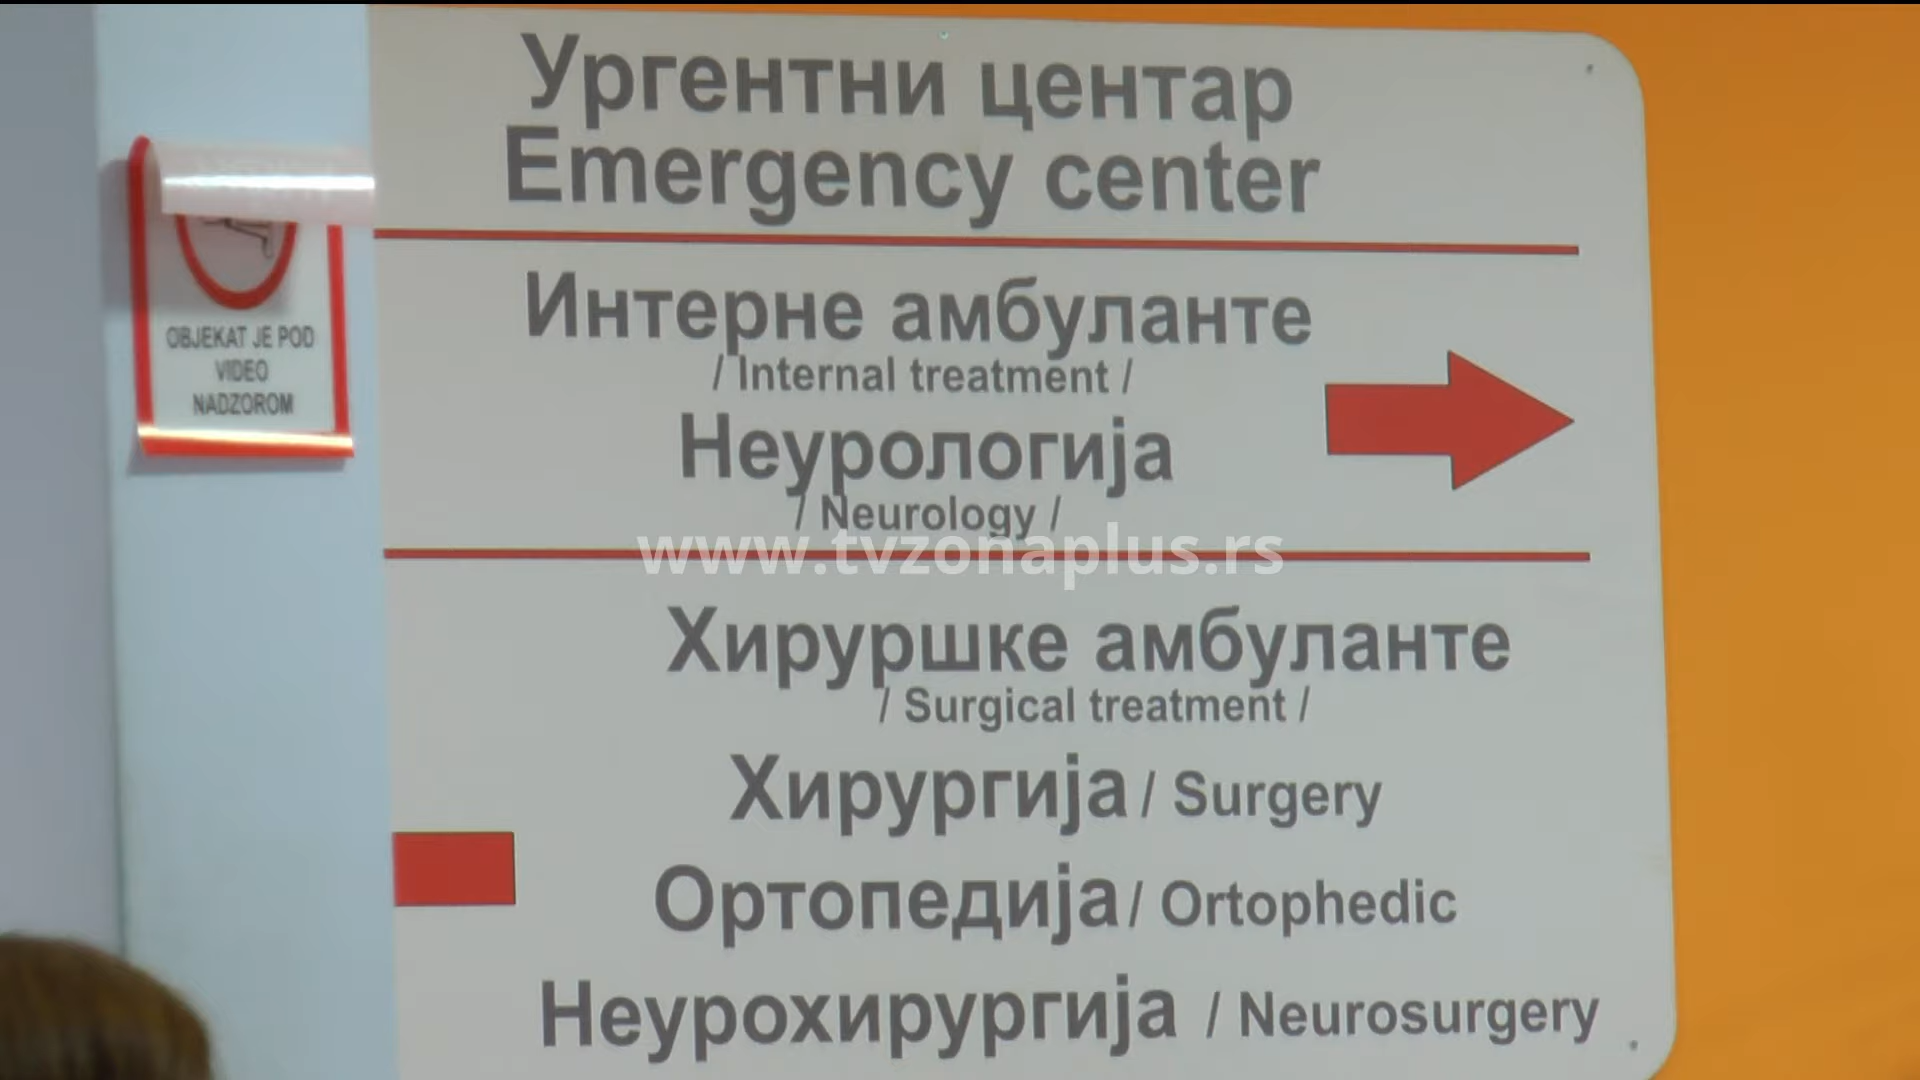 Ургентни центар
Emergency center
Интерне амбуланте
/ Internal treatment /
Неурологија
/ Neurology /
www.tvzonaplus.rs
Хируршке амбуланте
/ Surgical treatment /
Хирургија / Surgery
Ортопедија / Ortophedic
Неурохирургија / Neurosurgery
OBJEKAT JE POD
VIDEO
NADZOROM